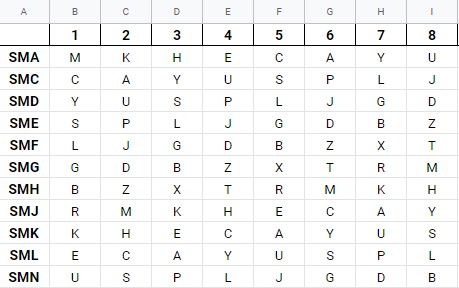 A B C D E F G H I
1 2 3 4 5 6 7 8
SMA M K H E C A Y U
SMC C A Y U S P L J
SMD Y U S P L J G D
SME S P L J G D B Z
SMF L J G D B Z X T
SMG G D B Z X T R M
SMH B Z X T R M K H
SMJ R M K H E C A Y
SMK K H E C A Y U S
SML E C A Y U S P L
SMN U S P L J G D B